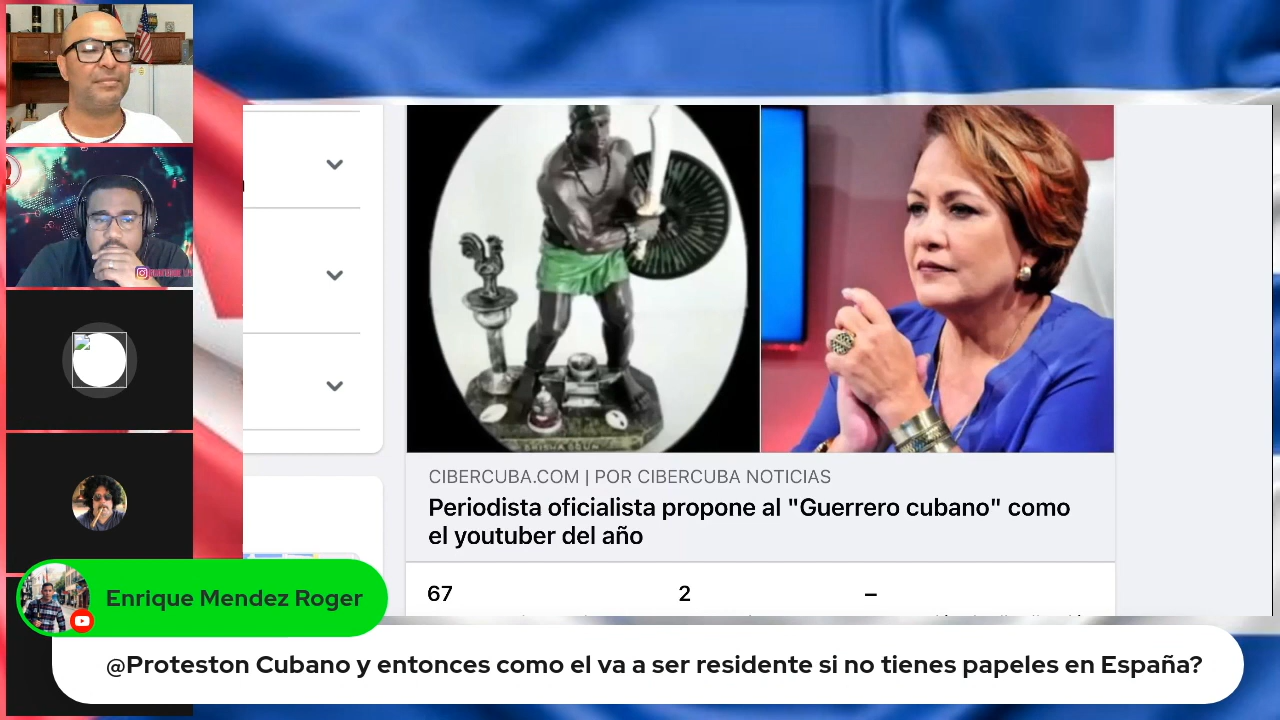 CIBERCUBA.COM | POR CIBERCUBA NOTICIAS
Periodista oficialista propone al "Guerrero cubano" como
el youtuber del año
67 2 –
Enrique Mendez Roger
@Proteston Cubano y entonces como el va a ser residente si no tienes papeles en España?